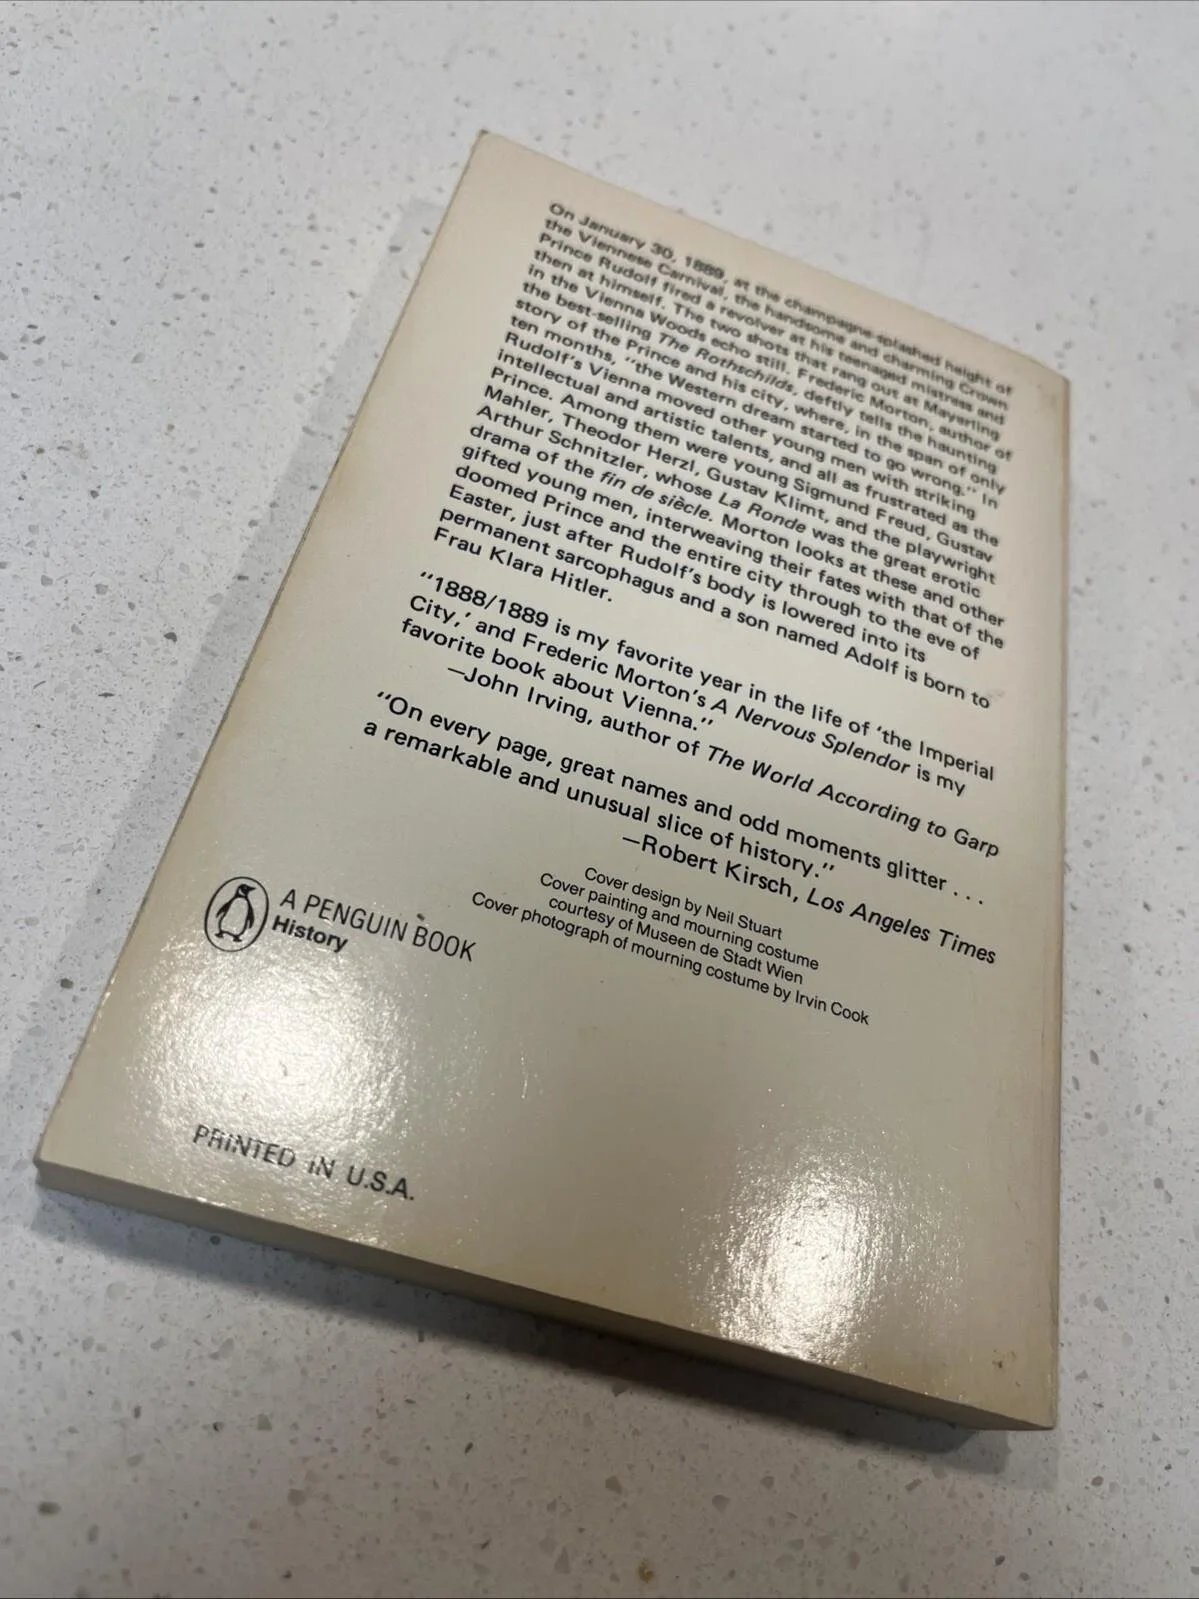 On January 30, 1889, at the champagne-splashed height of
the Viennese Carnival, the handsome and charming Crown
Prince Rudolf fired a revolver at his teenaged mistress and
then at himself. The two shots that rang out at Mayerling
in the Vienna Woods echo still. Frederic Morton, author of
the best-selling The Rothschilds, deftly tells the haunting
story of the Prince and his city, where, in the span of only
ten months, "the Western dream started to go wrong." In
Rudolf's Vienna moved other young men with striking
intellectual and artistic talents, and all as frustrated as the
Prince. Among them were young Sigmund Freud, Gustav
Mahler, Theodor Herzl, Gustav Klimt, and the playwright
Arthur Schnitzler, whose La Ronde was the great erotic
drama of the fin de siècle. Morton looks at these and other
gifted young men, interweaving their fates with that of the
doomed Prince and the entire city through to the eve of
Easter, just after Rudolf's body is lowered into its
permanent sarcophagus and a son named Adolf is born to
Frau Klara Hitler.
"1888/1889 is my favorite year in the life of 'the Imperial
City,' and Frederic Morton's A Nervous Splendor is my
favorite book about Vienna."
—John Irving, author of The World According to Garp
"On every page, great names and odd moments glitter . . .
a remarkable and unusual slice of history."
—Robert Kirsch, Los Angeles Times
Cover design by Neil Stuart
Cover painting and mourning costume
courtesy of Museen de Stadt Wien
Cover photograph of mourning costume by Irvin Cook
A PENGUIN BOOK
History
PRINTED IN U.S.A.